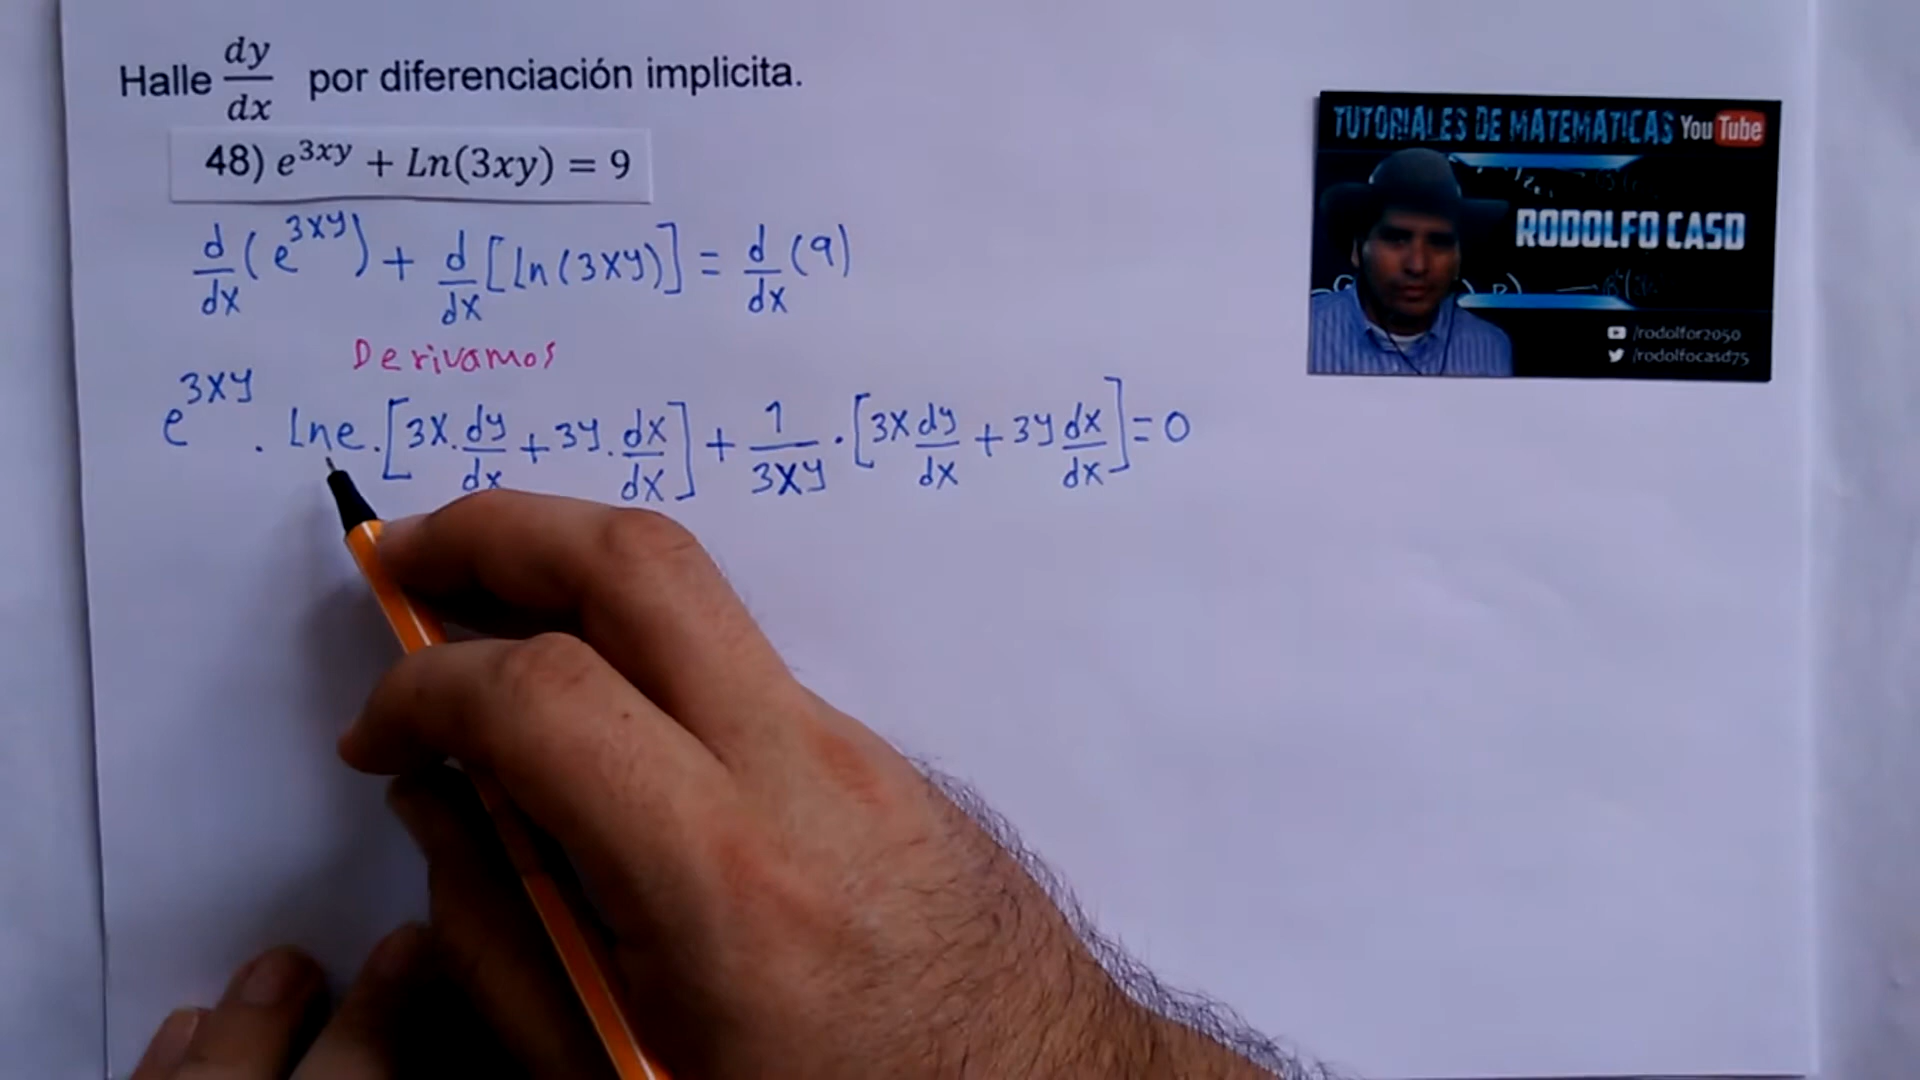 Halle dy/dx por diferenciación implicita.
48) e^{3xy} + Ln(3xy) = 9
d/dx (e^{3xy}) + d/dx [ln(3xy)] = d/dx (9)
Derivamos
e^{3xy} . Lne . [3x . dy/dx + 3y . dx/dx] + 1/3xy . [3x dy/dx + 3y dx/dx] = 0
TUTORIALES DE MATEMATICAS You Tube
RODOLFO CASD
/rodolfor2050
/rodolfocasd75